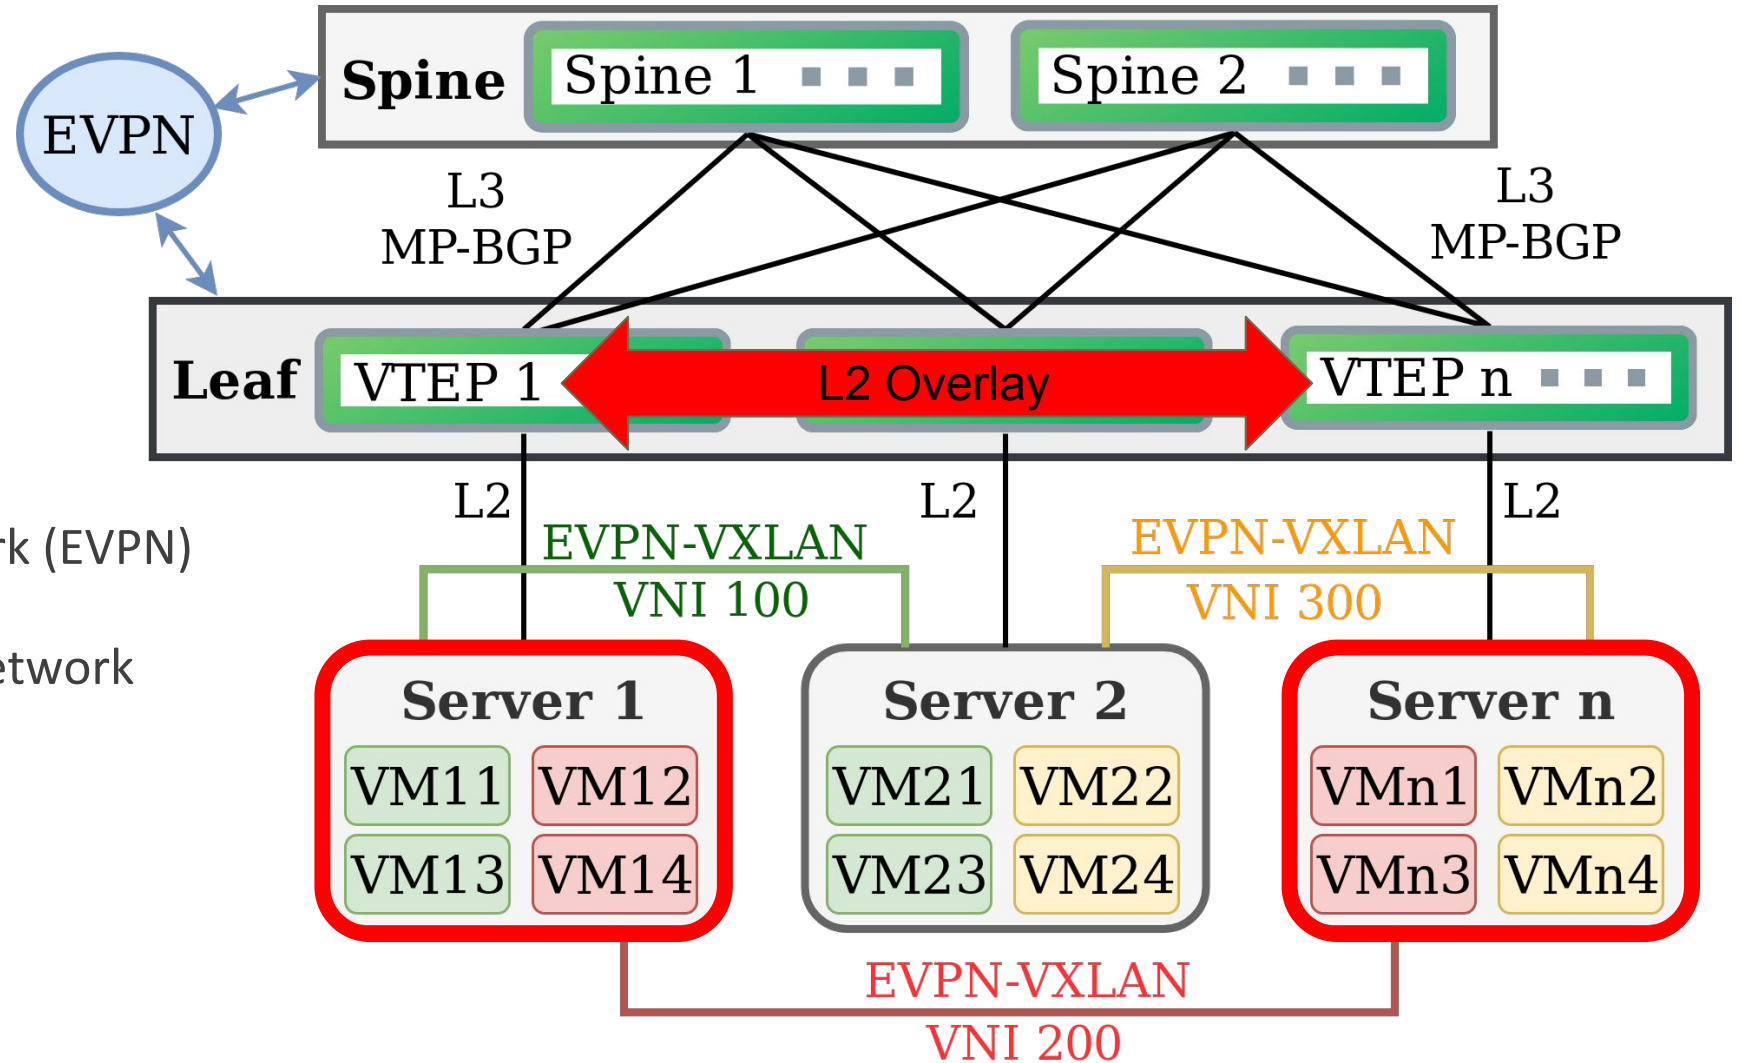 Spine
Spine 1
Spine 2
EVPN
L3
MP-BGP
L3
MP-BGP
Leaf
VTEP 1
L2 Overlay
VTEP n
L2
L2
L2
(EVPN)
EVPN-VXLAN
VNI 100
EVPN-VXLAN
VNI 300
Server 1
VM11 VM12
VM13 VM14
Server 2
VM21 VM22
VM23 VM24
Server n
VMn1 VMn2
VMn3 VMn4
EVPN-VXLAN
VNI 200